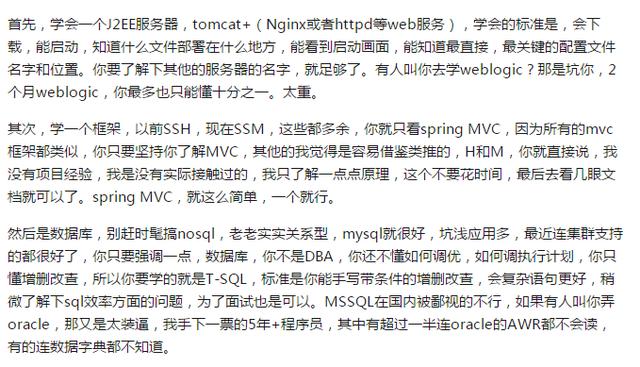 首先，学会一个J2EE服务器，tomcat+（Nginx或者httpd等web服务），学会的标准是，会下
载，能启动，知道什么文件部署在什么地方，能看到启动画面，能知道最直接，最关键的配置文件
名字和位置。你要了解下其他的服务器的名字，就足够了。有人叫你去学weblogic？那是坑你，2
个月weblogic，你最多也只能懂十分之一。太重。
其次，学一个框架，以前SSH，现在SSM，这些都多余，你就只看spring MVC，因为所有的mvc
框架都类似，你只要坚持你了解MVC，其他的我觉得是容易借鉴类推的，H和M，你就直接说，我
没有项目经验，我是没有实际接触过的，我只了解一点点原理，这个不要花时间，最后去看几眼文
档就可以了。spring MVC，就这么简单，一个就行。
然后是数据库，别赶时髦搞nosql，老老实实关系型，mysql就很好，坑浅应用多，最近连集群支持
的都很好了，你只要强调一点，数据库，你不是DBA，你还不懂如何调优，如何调执行计划，你只
懂增删改查，所以你要学的就是T-SQL，标准是你能手写带条件的增删改查，会复杂语句更好，稍
微了解下sql效率方面的问题，为了面试也是可以。MSSQL在国内被鄙视的不行，如果有人叫你弄
oracle，那又是太装逼，我手下一票的5年+程序员，其中有超过一半连oracle的AWR都不会读，
有的连数据字典都不知道。